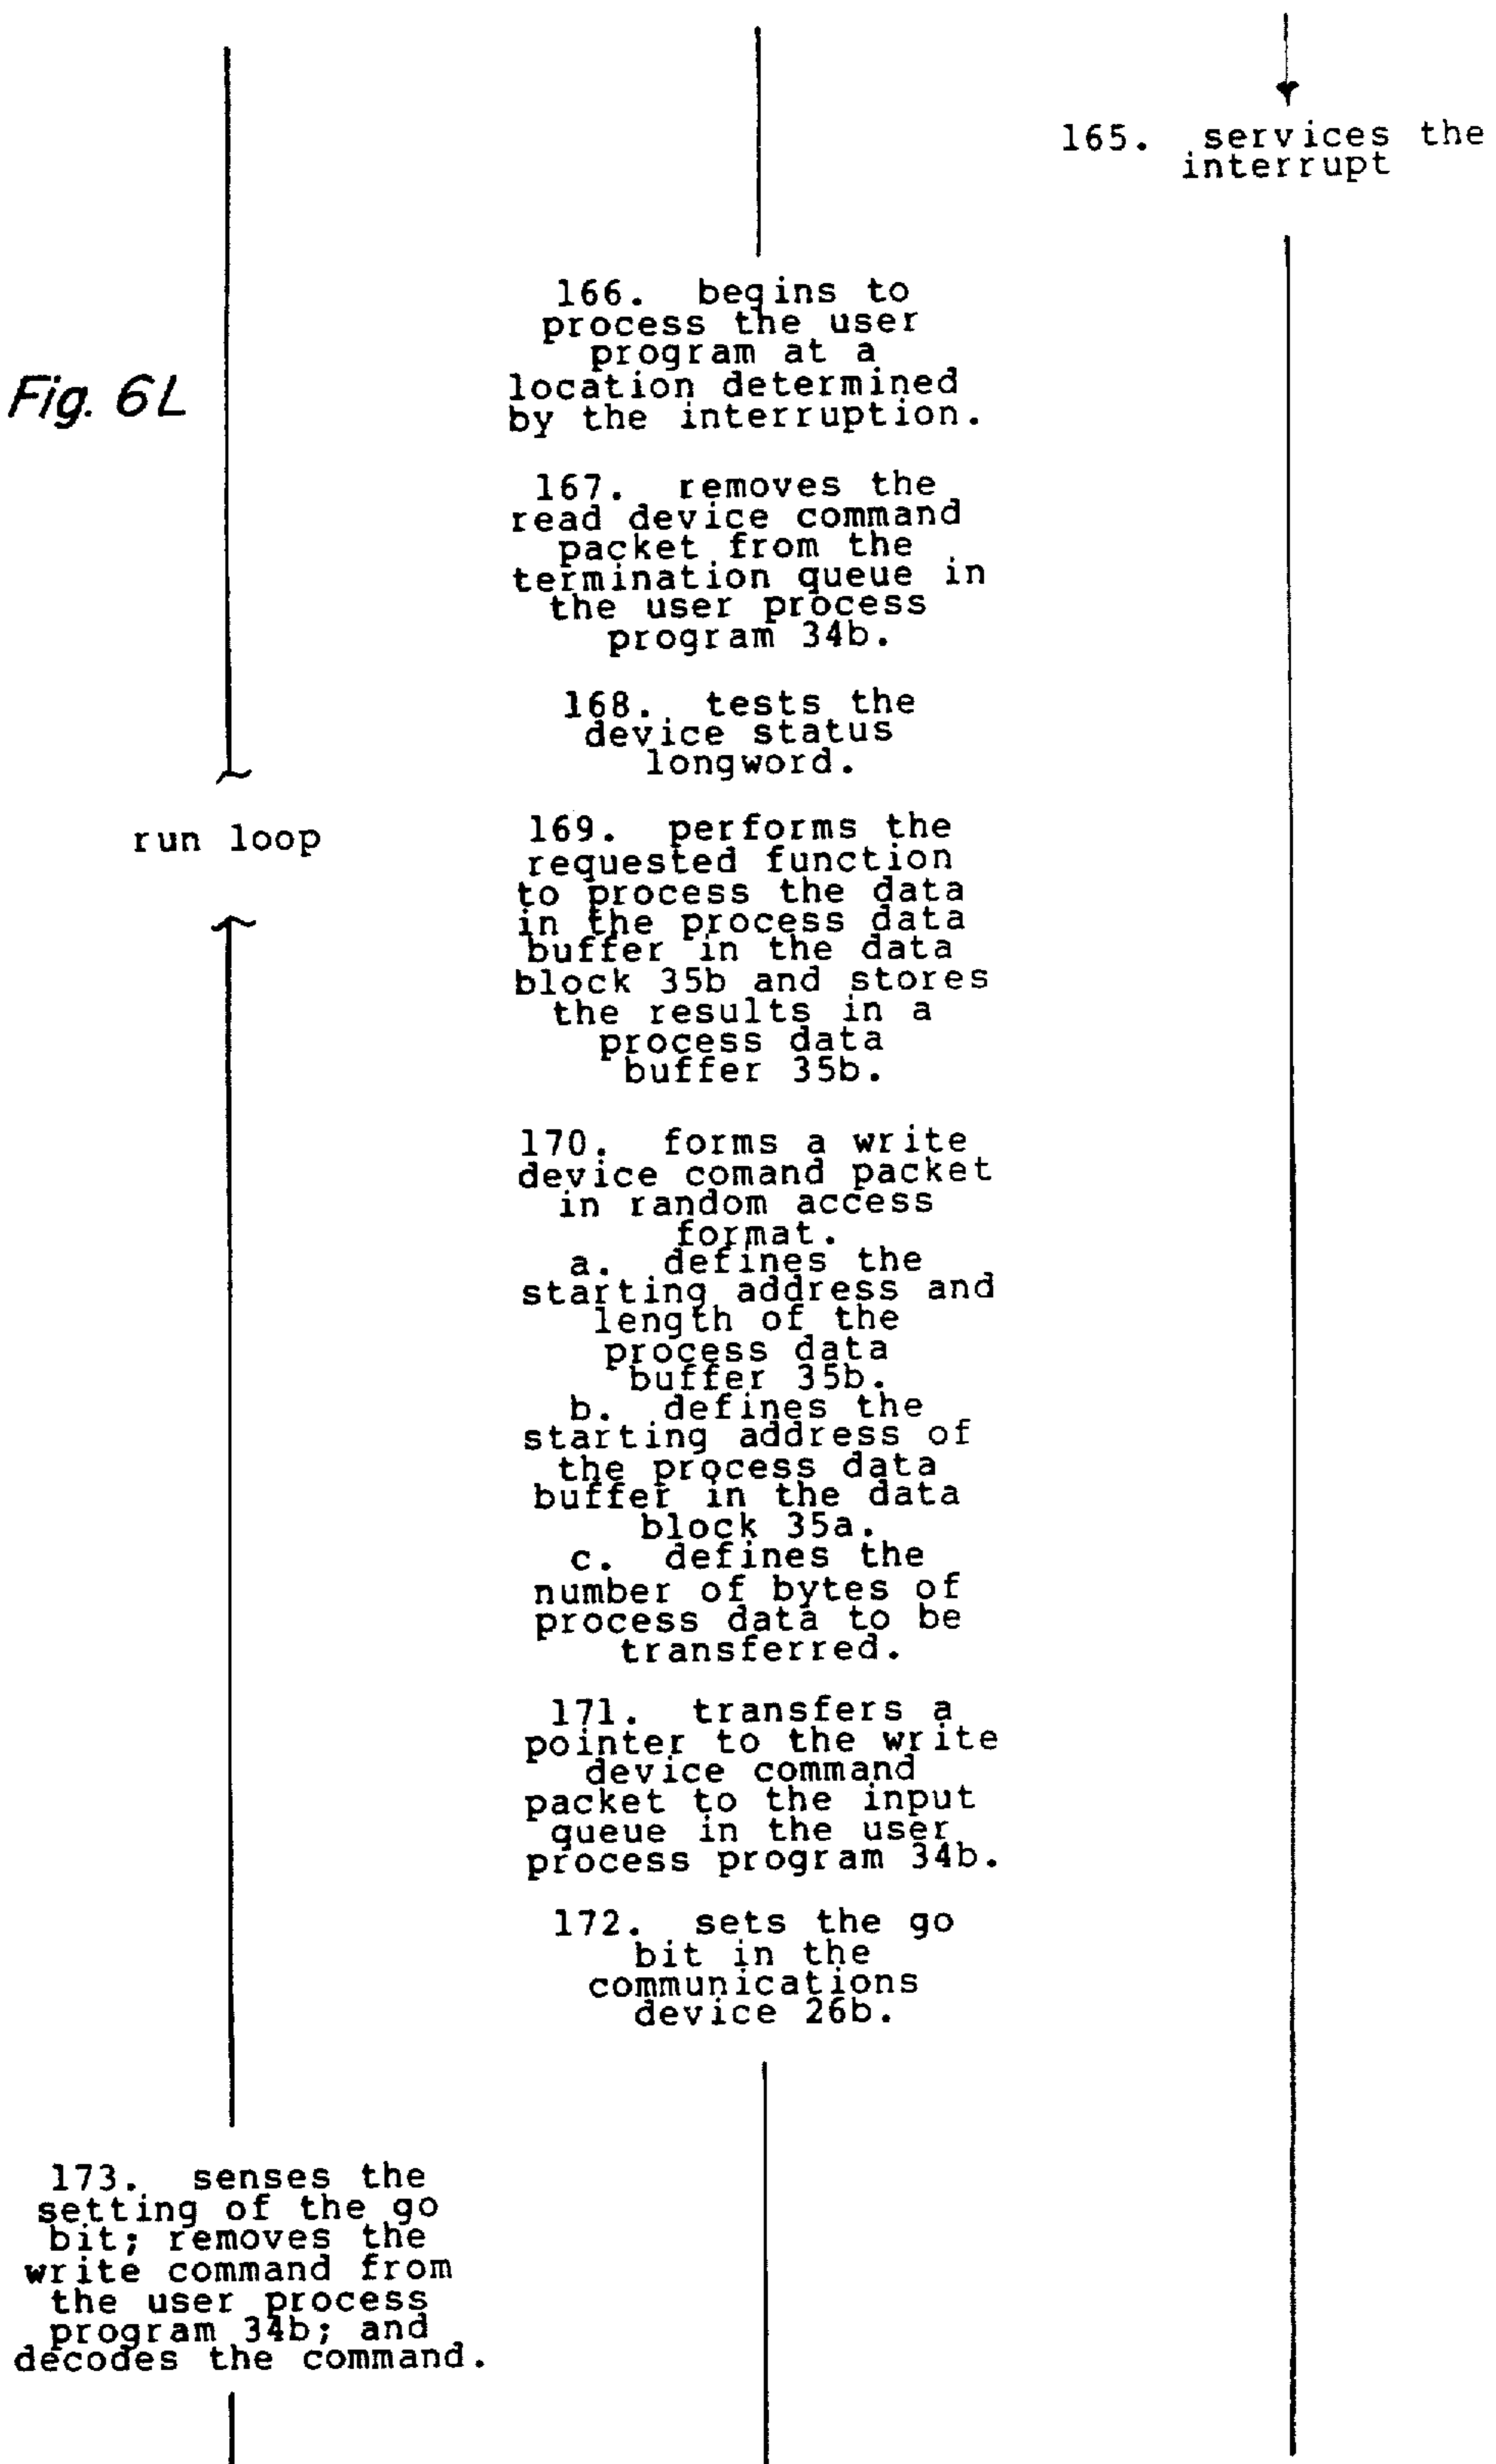 165. services the
interrupt
166. begins to
process the user
program at a
location determined
by the interruption.
Fig. 6L
167. removes the
read device command
packet from the
termination queue in
the user process
program 34b.
168. tests the
device status
longword.
run loop
169. performs the
requested function
to process the data
in the process data
buffer in the data
block 35b and stores
the results in a
process data
buffer 35b.
170. forms a write
device comand packet
in random access
format.
a. defines the
starting address and
length of the
process data
buffer 35b.
b. defines the
starting address of
the process data
buffer in the data
block 35a.
c. defines the
number of bytes of
process data to be
transferred.
171. transfers a
pointer to the write
device command
packet to the input
queue in the user
process program 34b.
172. sets the go
bit in the
communications
device 26b.
173. senses the
setting of the go
bit; removes the
write command from
the user process
program 34b; and
decodes the command.